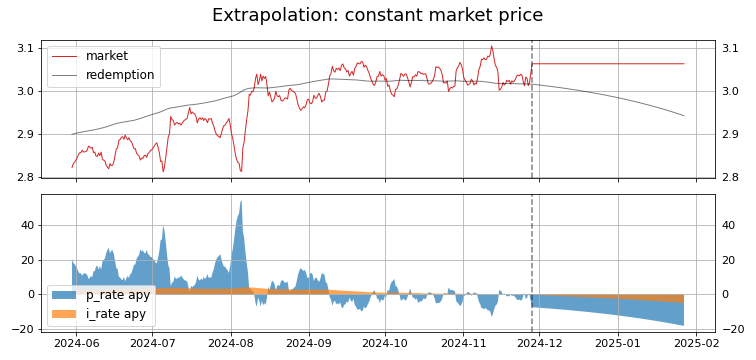 Extrapolation: constant market price
3.1
3.0
2.9
2.8
market
redemption
3.1
3.0
2.9
2.8
40
20
0
−20
p_rate apy
i_rate apy
40
20
0
−20
2024-06 2024-07 2024-08 2024-09 2024-10 2024-11 2024-12 2025-01 2025-02